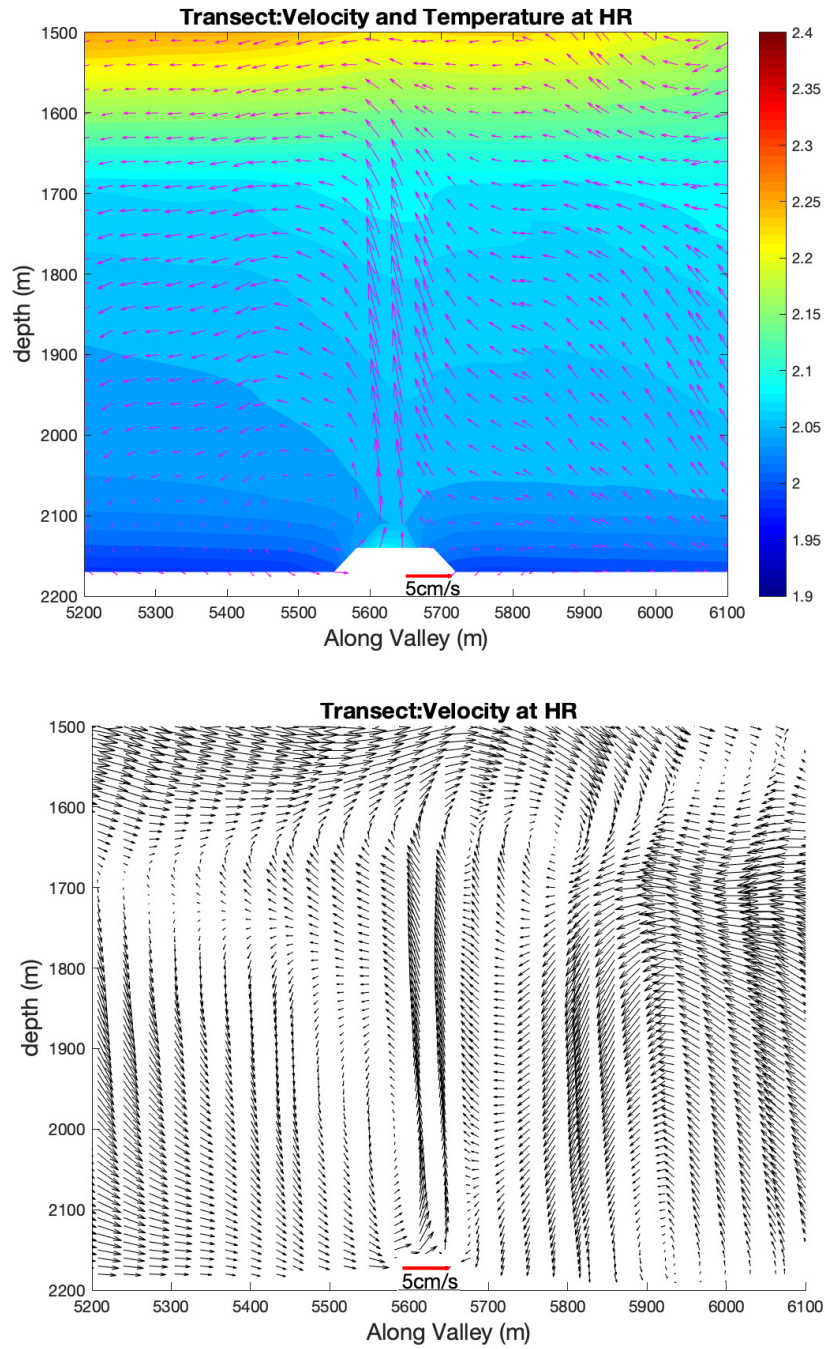 Transect:Velocity and Temperature at HR
1500
1600
1700
1800
1900
2000
2100
2200
depth (m)
5200 5300 5400 5500 5600 5700 5800 5900 6000 6100
Along Valley (m)
5cm/s
2.4
2.35
2.3
2.25
2.2
2.15
2.1
2.05
2
1.95
1.9
Transect:Velocity at HR
1500
1600
1700
1800
1900
2000
2100
2200
depth (m)
5200 5300 5400 5500 5600 5700 5800 5900 6000 6100
Along Valley (m)
5cm/s